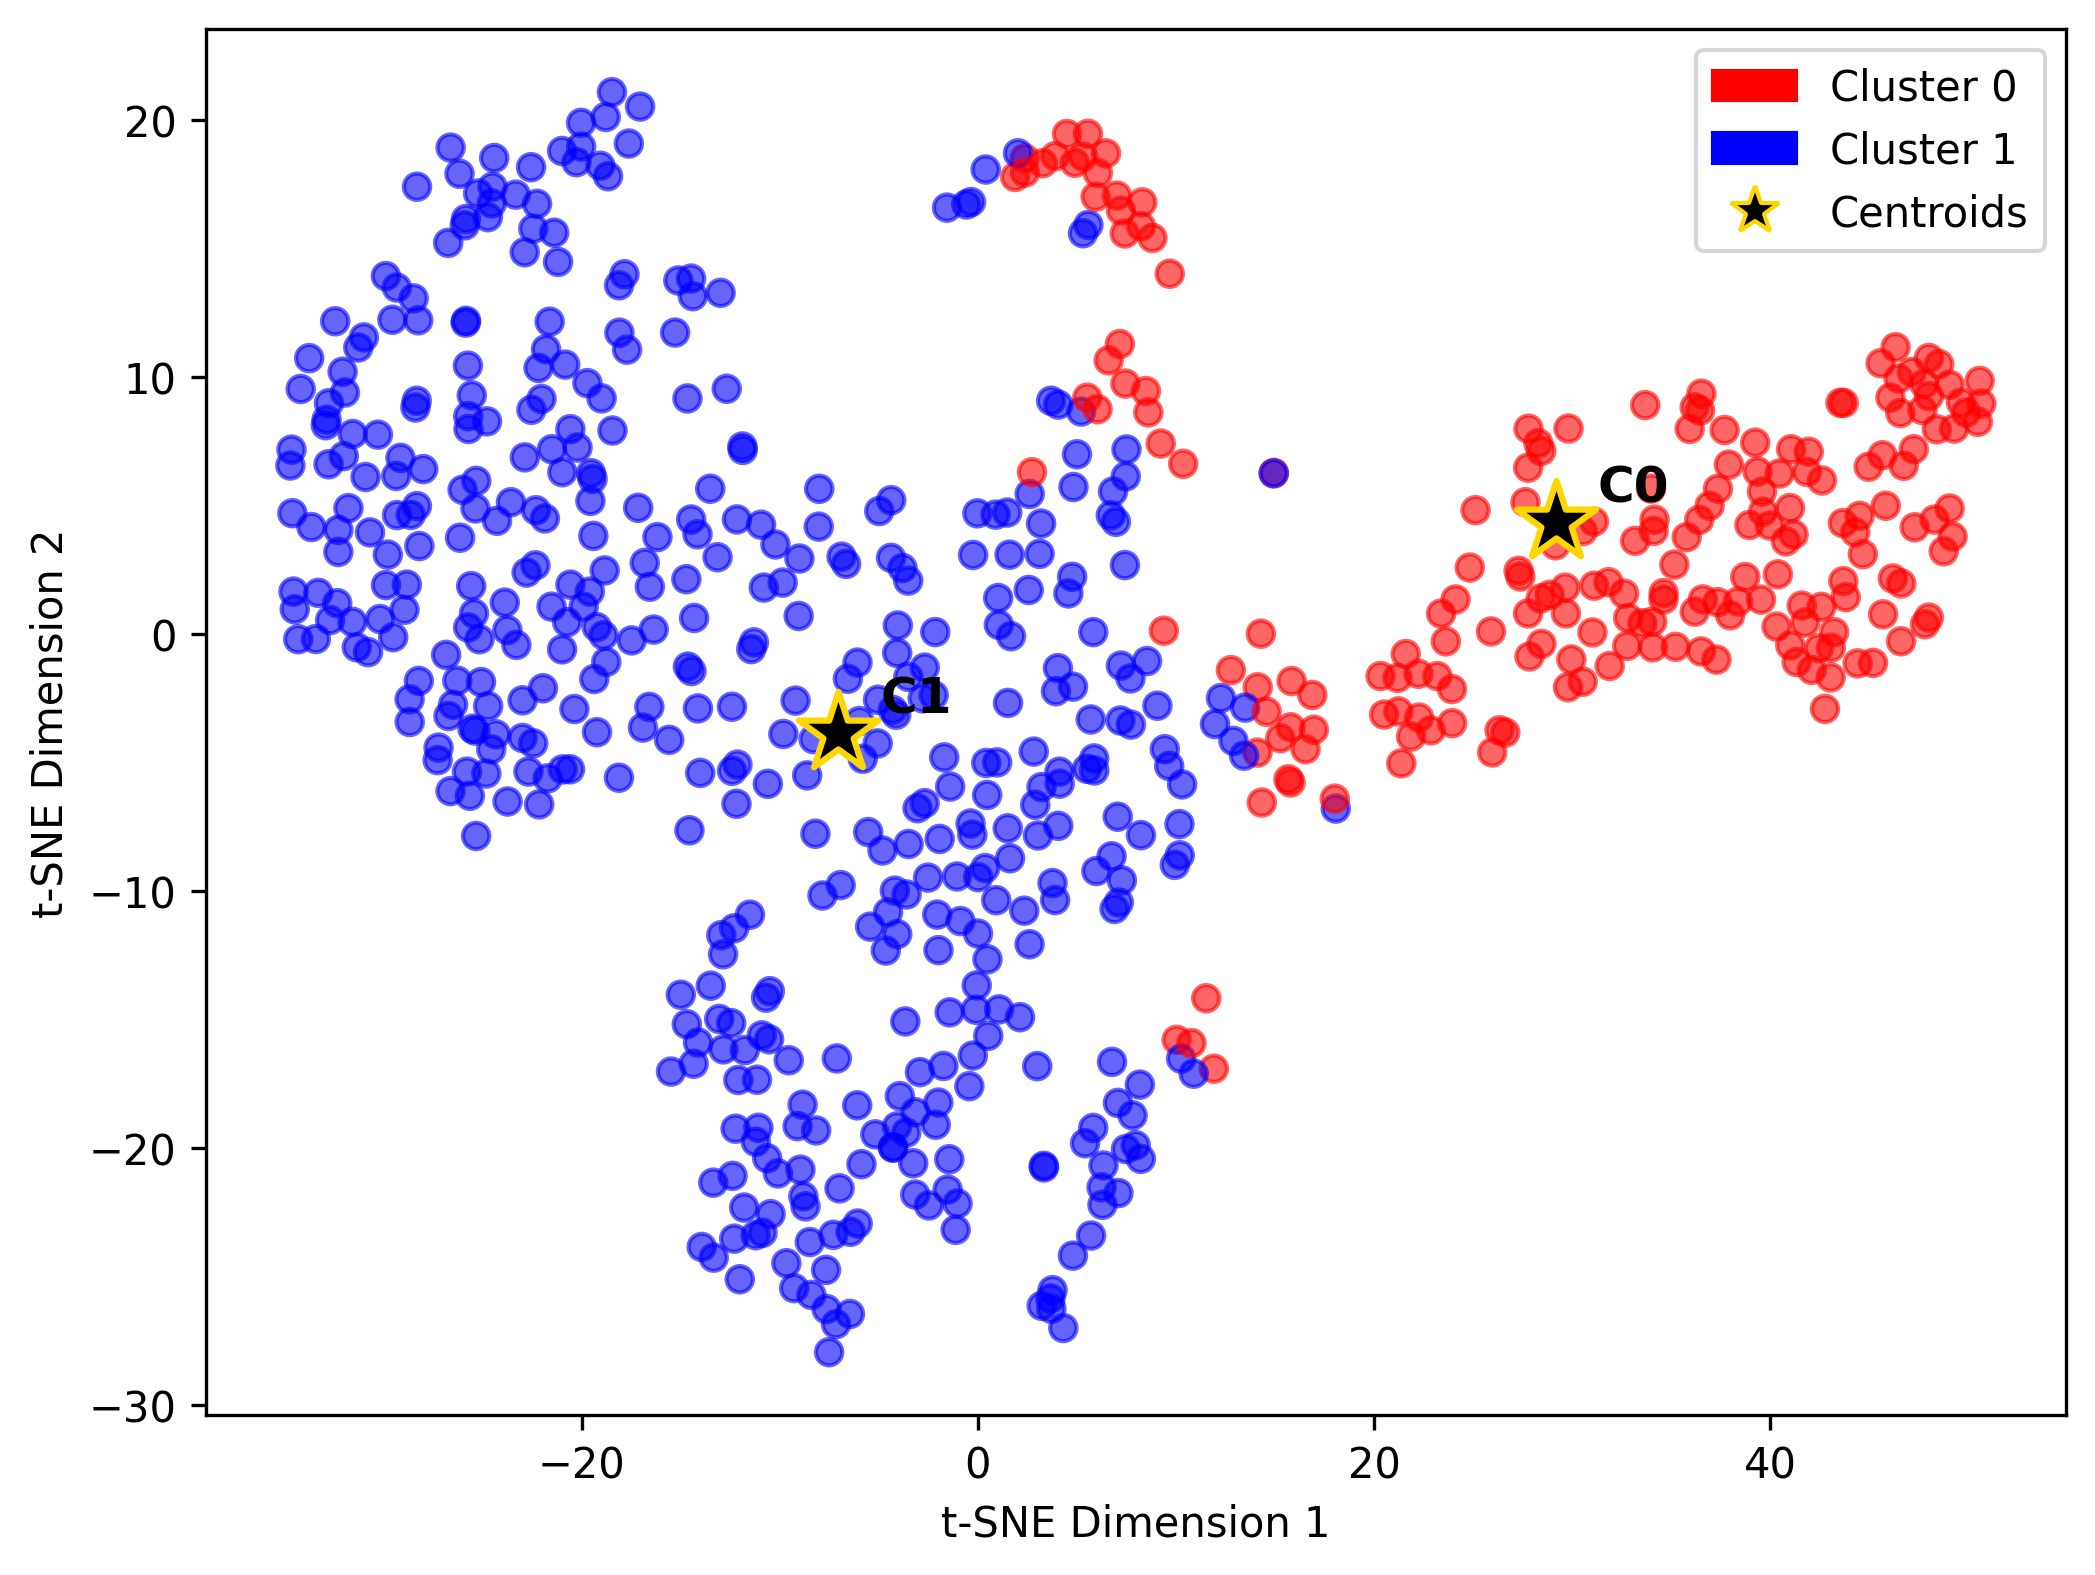 Cluster 0
Cluster 1
Centroids
C0
C1
20
10
0
−10
−20
−30
−20
0
20
40
t-SNE Dimension 1
t-SNE Dimension 2